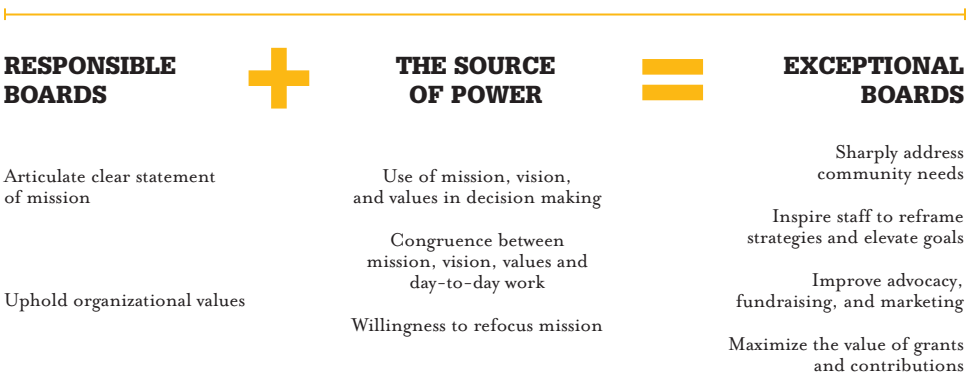 RESPONSIBLE
BOARDS
Articulate clear statement
of mission
Uphold organizational values
THE SOURCE
OF POWER
Use of mission, vision,
and values in decision making
Congruence between
mission, vision, values and
day-to-day work
Willingness to refocus mission
EXCEPTIONAL
BOARDS
Sharply address
community needs
Inspire staff to reframe
strategies and elevate goals
Improve advocacy,
fundraising, and marketing
Maximize the value of grants
and contributions